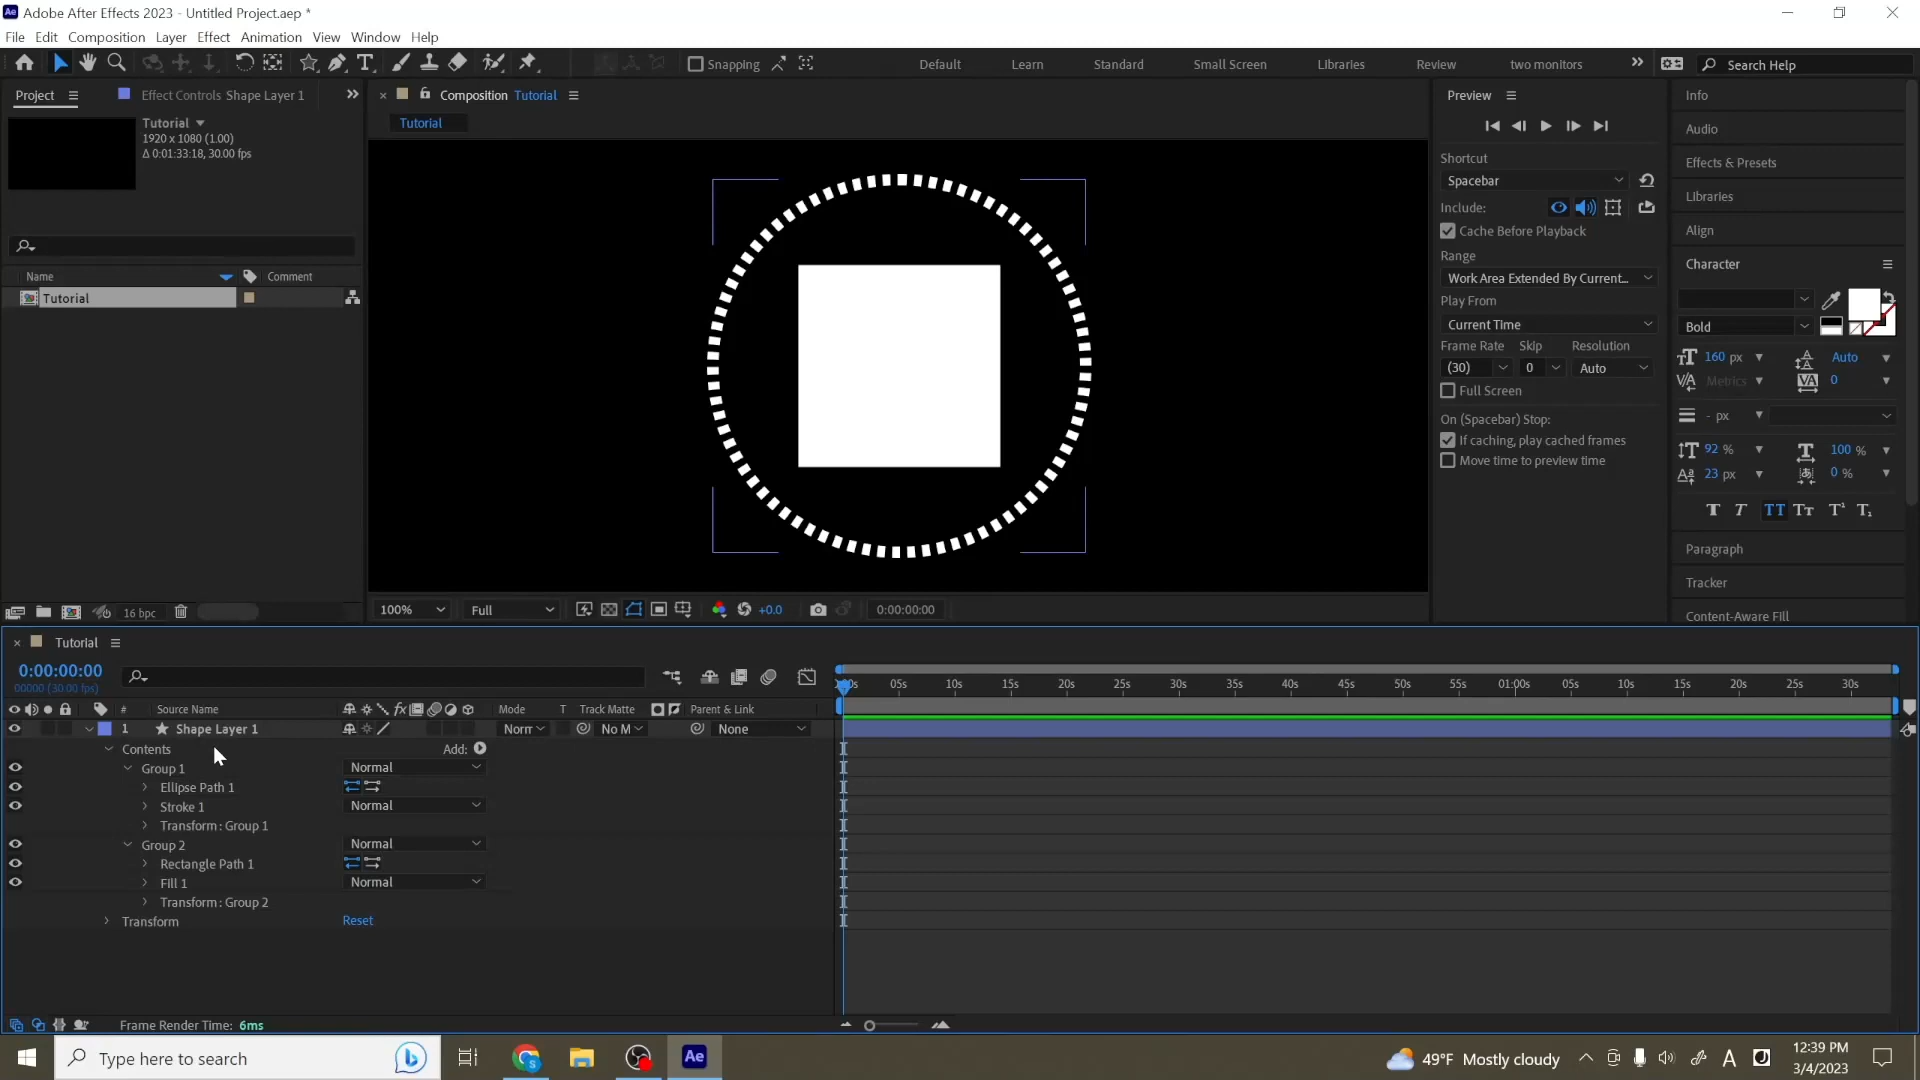 Adobe After Effects 2023 - Untitled Project.aep *
File Edit Composition Layer Effect Animation View Window Help
Snapping
Default Learn Standard Small Screen Libraries Review two monitors
Search Help
Project
Effect Controls Shape Layer 1
Tutorial
1920 x 1080 (1.00)
Δ 0:01:33:18, 30.00 fps
Name Comment
Tutorial
16 bpc
Composition Tutorial
Tutorial
100% Full +0.0 0:00:00:00
Preview
Shortcut
Spacebar
Include:
Cache Before Playback
Range
Work Area Extended By Current...
Play From
Current Time
Frame Rate Skip Resolution
(30) 0 Auto
Full Screen
On (Spacebar) Stop:
If caching, play cached frames
Move time to preview time
Info
Audio
Effects & Presets
Libraries
Align
Character
Bold
160 px Auto
Metrics 0
- px
92 % 100 %
23 px 0 %
T T TT Tt T¹ T₁
Paragraph
Tracker
Content-Aware Fill
Tutorial
0:00:00:00
00000 (30.00 fps)
05s 10s 15s 20s 25s 30s 35s 40s 45s 50s 55s 01:00s 05s 10s 15s 20s 25s 30s
# Source Name Mode T Track Matte Parent & Link
1 Shape Layer 1 Norr No M None
Contents Add:
Group 1 Normal
Ellipse Path 1
Stroke 1 Normal
Transform: Group 1
Group 2 Normal
Rectangle Path 1
Fill 1 Normal
Transform: Group 2
Transform Reset
Frame Render Time: 6ms
Type here to search
Ae
49°F Mostly cloudy
A
12:39 PM
3/4/2023